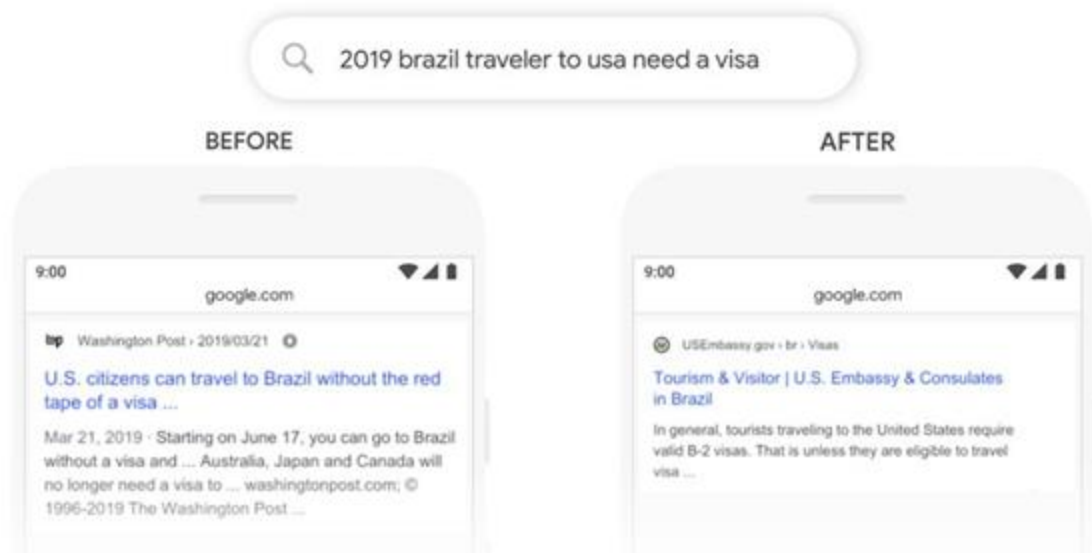 2019 brazil traveler to usa need a visa
BEFORE
9:00
google.com
wp Washington Post › 2019/03/21
U.S. citizens can travel to Brazil without the red
tape of a visa ...
Mar 21, 2019 · Starting on June 17, you can go to Brazil
without a visa and ... Australia, Japan and Canada will
no longer need a visa to ... washingtonpost.com; ©
1996-2019 The Washington Post ...
AFTER
9:00
google.com
USEmbassy.gov › br › Visas
Tourism & Visitor | U.S. Embassy & Consulates
in Brazil
In general, tourists traveling to the United States require
valid B-2 visas. That is unless they are eligible to travel
visa ...